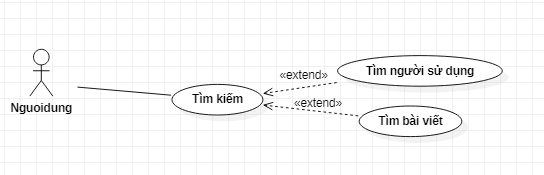 Nguoidung
Tìm kiếm
«extend»
Tìm người sử dụng
«extend»
Tìm bài viết